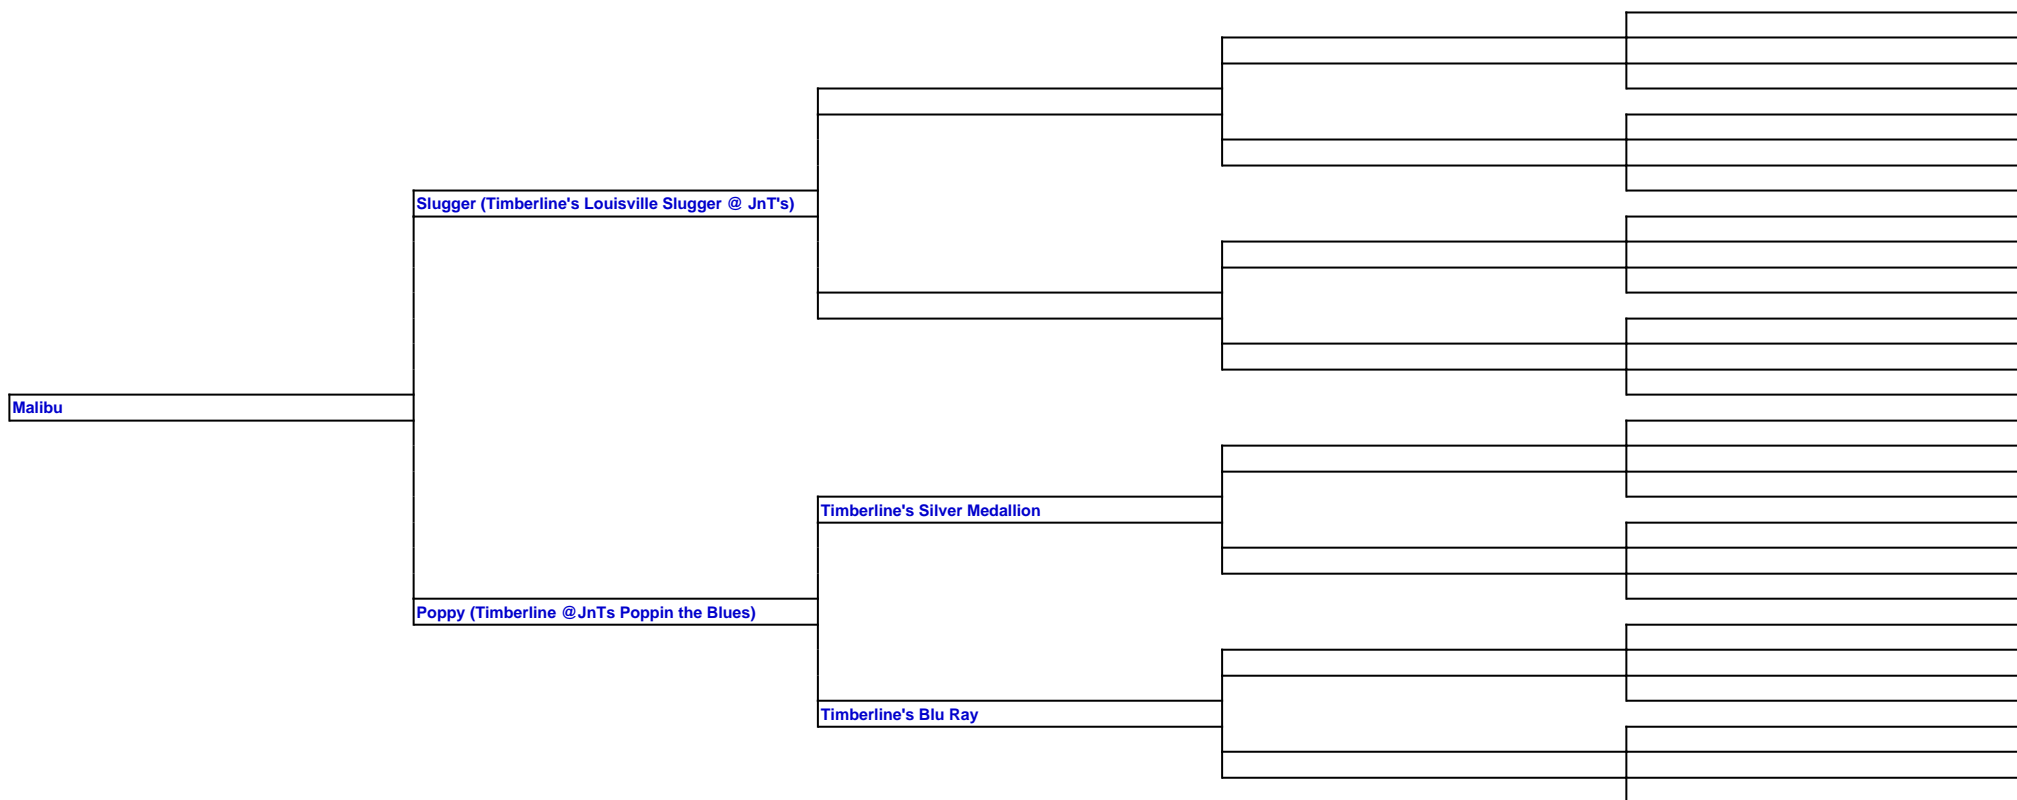 Slugger (Timberline's Louisville Slugger @ JnT's)
Malibu
Timberline's Silver Medallion
Poppy (Timberline @JnTs Poppin the Blues)
Timberline's Blu Ray